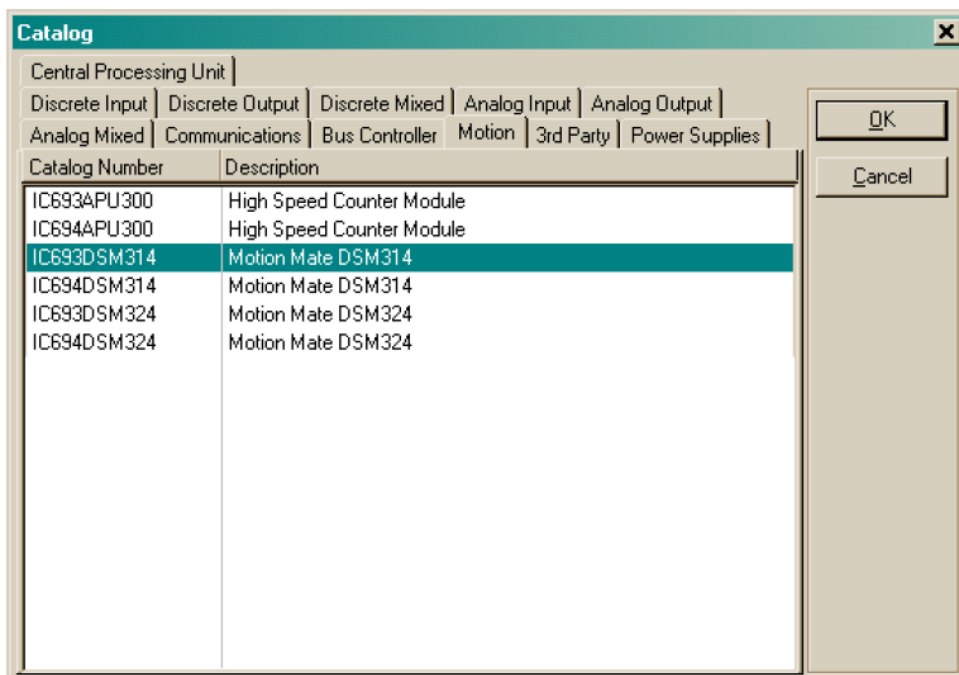 Catalog
Central Processing Unit
Discrete Input Discrete Output Discrete Mixed Analog Input Analog Output
Analog Mixed Communications Bus Controller Motion 3rd Party Power Supplies
OK
Cancel
Catalog Number Description
IC693APU300 High Speed Counter Module
IC694APU300 High Speed Counter Module
IC693DSM314 Motion Mate DSM314
IC694DSM314 Motion Mate DSM314
IC693DSM324 Motion Mate DSM324
IC694DSM324 Motion Mate DSM324